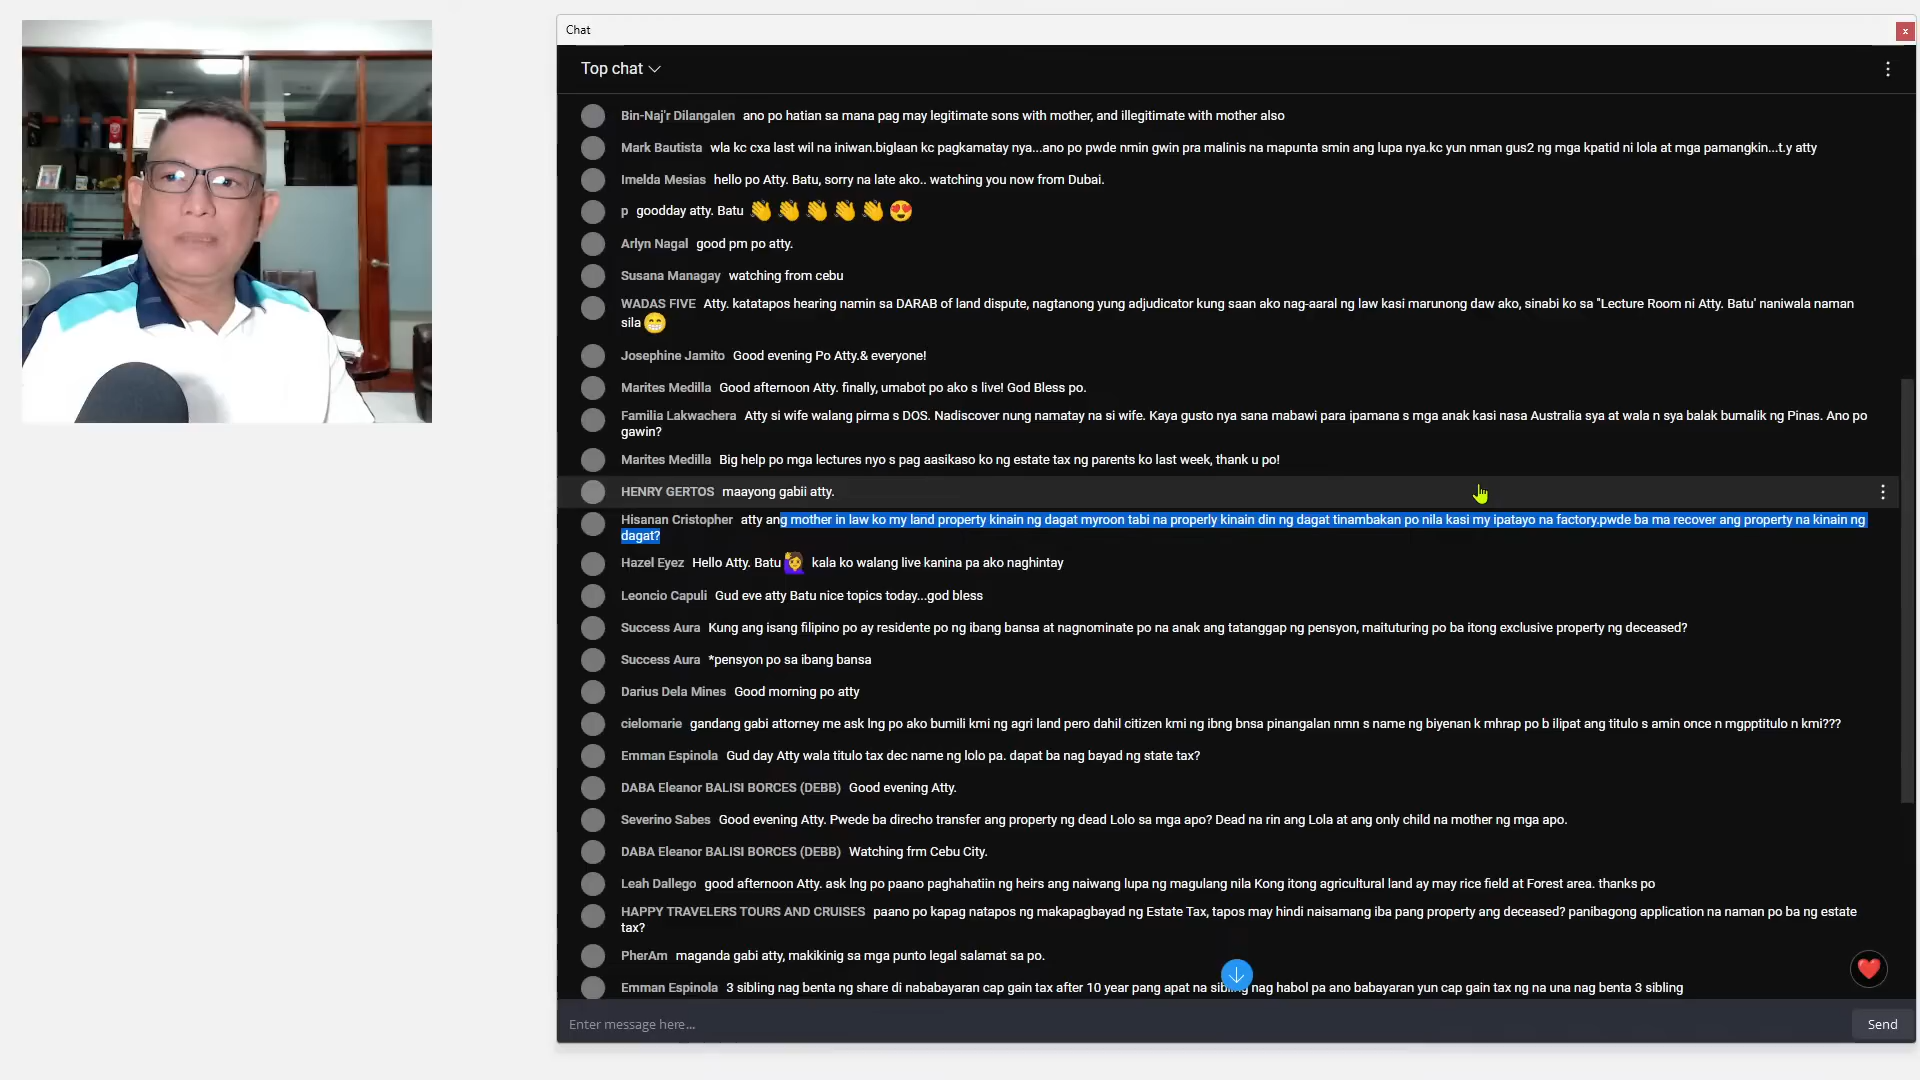 Chat
x
Top chat
Bin-Naj'r Dilangalen ano po hatian sa mana pag may legitimate sons with mother, and illegitimate with mother also
Mark Bautista wla kc cxa last wil na iniwan.biglaan kc pagkamatay nya...ano po pwde nmin gwin pra malinis na mapunta smin ang lupa nya.kc yun nman gus2 ng mga kpatid ni lola at mga pamangkin...t.y atty
Imelda Mesias hello po Atty. Batu, sorry na late ako.. watching you now from Dubai.
p goodday atty. Batu 👋👋👋👋👋😍
Arlyn Nagal good pm po atty.
Susana Managay watching from cebu
WADAS FIVE Atty. katatapos hearing namin sa DARAB of land dispute, nagtanong yung adjudicator kung saan ako nag-aaral ng law kasi marunong daw ako, sinabi ko sa "Lecture Room ni Atty. Batu' naniwala naman
sila 😁
Josephine Jamito Good evening Po Atty.& everyone!
Marites Medilla Good afternoon Atty. finally, umabot po ako s live! God Bless po.
Familia Lakwachera Atty si wife walang pirma s DOS. Nadiscover nung namatay na si wife. Kaya gusto nya sana mabawi para ipamana s mga anak kasi nasa Australia sya at wala n sya balak bumalik ng Pinas. Ano po
gawin?
Marites Medilla Big help po mga lectures nyo s pag aasikaso ko ng estate tax ng parents ko last week, thank u po!
HENRY GERTOS maayong gabii atty.
Hisanan Cristopher atty ang mother in law ko my land property kinain ng dagat myroon tabi na properly kinain din ng dagat tinambakan po nila kasi my ipatayo na factory.pwde ba ma recover ang property na kinain ng
dagat?
Hazel Eyez Hello Atty. Batu 🙋‍♀️ kala ko walang live kanina pa ako naghintay
Leoncio Capuli Gud eve atty Batu nice topics today...god bless
Success Aura Kung ang isang filipino po ay residente po ng ibang bansa at nagnominate po na anak ang tatanggap ng pensyon, maituturing po ba itong exclusive property ng deceased?
Success Aura *pensyon po sa ibang bansa
Darius Dela Mines Good morning po atty
cielomarie gandang gabi attorney me ask lng po ako bumili kmi ng agri land pero dahil citizen kmi ng ibng bnsa pinangalan nmn s name ng biyenan k mhrap po b ilipat ang titulo s amin once n mgpptitulo n kmi???
Emman Espinola Gud day Atty wala titulo tax dec name ng lolo pa. dapat ba nag bayad ng state tax?
DABA Eleanor BALISI BORCES (DEBB) Good evening Atty.
Severino Sabes Good evening Atty. Pwede ba direcho transfer ang property ng dead Lolo sa mga apo? Dead na rin ang Lola at ang only child na mother ng mga apo.
DABA Eleanor BALISI BORCES (DEBB) Watching frm Cebu City.
Leah Dallego good afternoon Atty. ask lng po paano paghahatiin ng heirs ang naiwang lupa ng magulang nila Kong itong agricultural land ay may rice field at Forest area. thanks po
HAPPY TRAVELERS TOURS AND CRUISES paano po kapag natapos ng makapagbayad ng Estate Tax, tapos may hindi naisamang iba pang property ang deceased? panibagong application na naman po ba ng estate
tax?
PherAm maganda gabi atty, makikinig sa mga punto legal salamat sa po.
Emman Espinola 3 sibling nag benta ng share di nababayaran cap gain tax after 10 year pang apat na sibling nag habol pa ano babayaran yun cap gain tax ng na una nag benta 3 sibling
Enter message here...
Send